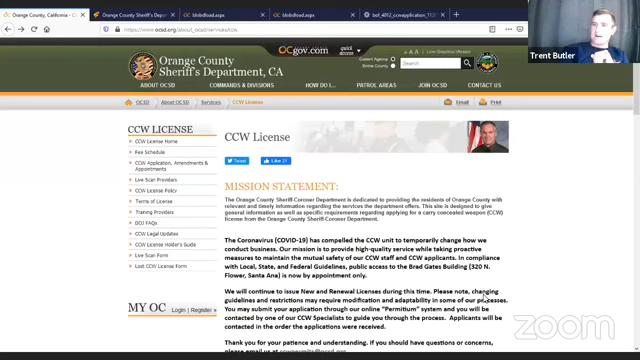 Orange County, California - C
Orange County Sheriff's Depart
blobdload.aspx
blobdload.aspx
https://www.ocsd.org/about_ocsd/services/ccw
Trent Butler
OCgov.com
quick access
A A A
Low Graphics Version
Current Agency
Entire County
Search
Orange County
Sheriff's Department, CA
ABOUT OCSD
COMMANDS & DIVISIONS
HOW DO I...
PATROL AREAS
JOIN OCSD
CONTACT US
OCSD
About OCSD
Services
CCW License
Email
Print
CCW LICENSE
CCW License Home
Fee Schedule
CCW Application, Amendments &
Appointments
Live Scan Providers
CCW License Policy
Terms of License
Training Providers
DOJ FAQs
CCW Legal Updates
CCW License Holder's Guide
Live Scan Form
Lost CCW License Form
MY OC
Login | Register
CCW License
Tweet
Like 21
MISSION STATEMENT:
The Orange County Sheriff-Coroner Department is dedicated to providing the residents of Orange County with
relevant and timely information regarding the services the department offers. This site is designed to give
general information as well as specific requirements regarding applying for a carry concealed weapon (CCW)
license from the Orange County Sheriff-Coroner Department.
The Coronavirus (COVID-19) has compelled the CCW unit to temporarily change how we
conduct business. Our mission is to provide high-quality service while taking proactive
measures to maintain the mutual safety of our CCW staff and CCW applicants. In compliance
with Local, State, and Federal Guidelines, public access to the Brad Gates Building (320 N.
Flower, Santa Ana) is now by appointment only.
We will continue to issue New and Renewal Licenses during this time. Please note, changing
guidelines and restrictions may require modification and adaptability in some of our processes.
You may submit your application through our online "Permitium" system and you will be
contacted by one of our CCW Specialists to guide you through the process. Applicants will be
contacted in the order the applications were received.
Thank you for your patience and understanding. If you should have questions or concerns,
please email us at
zoom